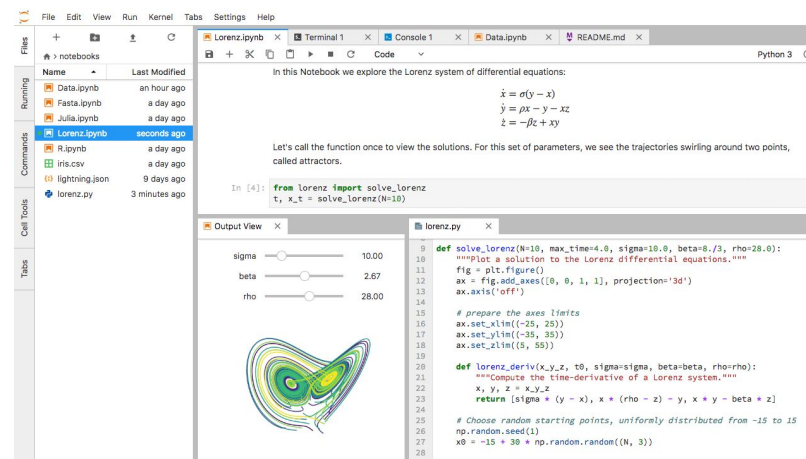 File Edit View Run Kernel Tabs Settings Help
Files
Running
Commands
Cell Tools
Tabs
notebooks
Name Last Modified
Data.ipynb an hour ago
Fasta.ipynb a day ago
Julia.ipynb a day ago
Lorenz.ipynb seconds ago
R.ipynb a day ago
iris.csv a day ago
lightning.json 9 days ago
lorenz.py 3 minutes ago
Lorenz.ipynb Terminal 1 Console 1 Data.ipynb README.md
Code Python 3
In this Notebook we explore the Lorenz system of differential equations:
ẋ = σ(y − x)
ẏ = ρx − y − xz
ż = −βz + xy
Let's call the function once to view the solutions. For this set of parameters, we see the trajectories swirling around two points,
called attractors.
In [4]: from lorenz import solve_lorenz
t, x_t = solve_lorenz(N=10)
Output View
sigma 10.00
beta 2.67
rho 28.00
lorenz.py
9 def solve_lorenz(N=10, max_time=4.0, sigma=10.0, beta=8./3, rho=28.0):
10 """Plot a solution to the Lorenz differential equations."""
11 fig = plt.figure()
12 ax = fig.add_axes([0, 0, 1, 1], projection='3d')
13 ax.axis('off')
14
15 # prepare the axes limits
16 ax.set_xlim((-25, 25))
17 ax.set_ylim((-35, 35))
18 ax.set_zlim((5, 55))
19
20 def lorenz_deriv(x_y_z, t0, sigma=sigma, beta=beta, rho=rho):
21 """Compute the time-derivative of a Lorenz system."""
22 x, y, z = x_y_z
23 return [sigma * (y - x), x * (rho - z) - y, x * y - beta * z]
24
25 # Choose random starting points, uniformly distributed from -15 to 15
26 np.random.seed(1)
27 x0 = -15 + 30 * np.random.random((N, 3))
28